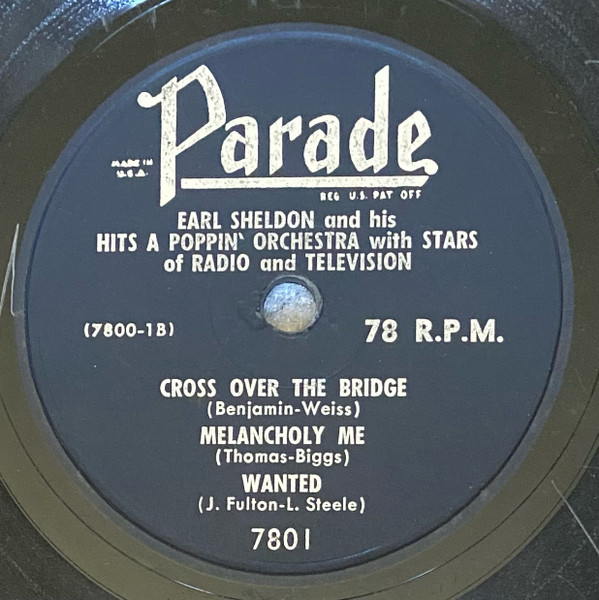 Parade
MADE IN
U.S.A.
REG U.S. PAT OFF
EARL SHELDON and his
HITS A POPPIN' ORCHESTRA with STARS
of RADIO and TELEVISION
(7800-1B)
78 R.P.M.
CROSS OVER THE BRIDGE
(Benjamin-Weiss)
MELANCHOLY ME
(Thomas-Biggs)
WANTED
(J. Fulton-L. Steele)
7801